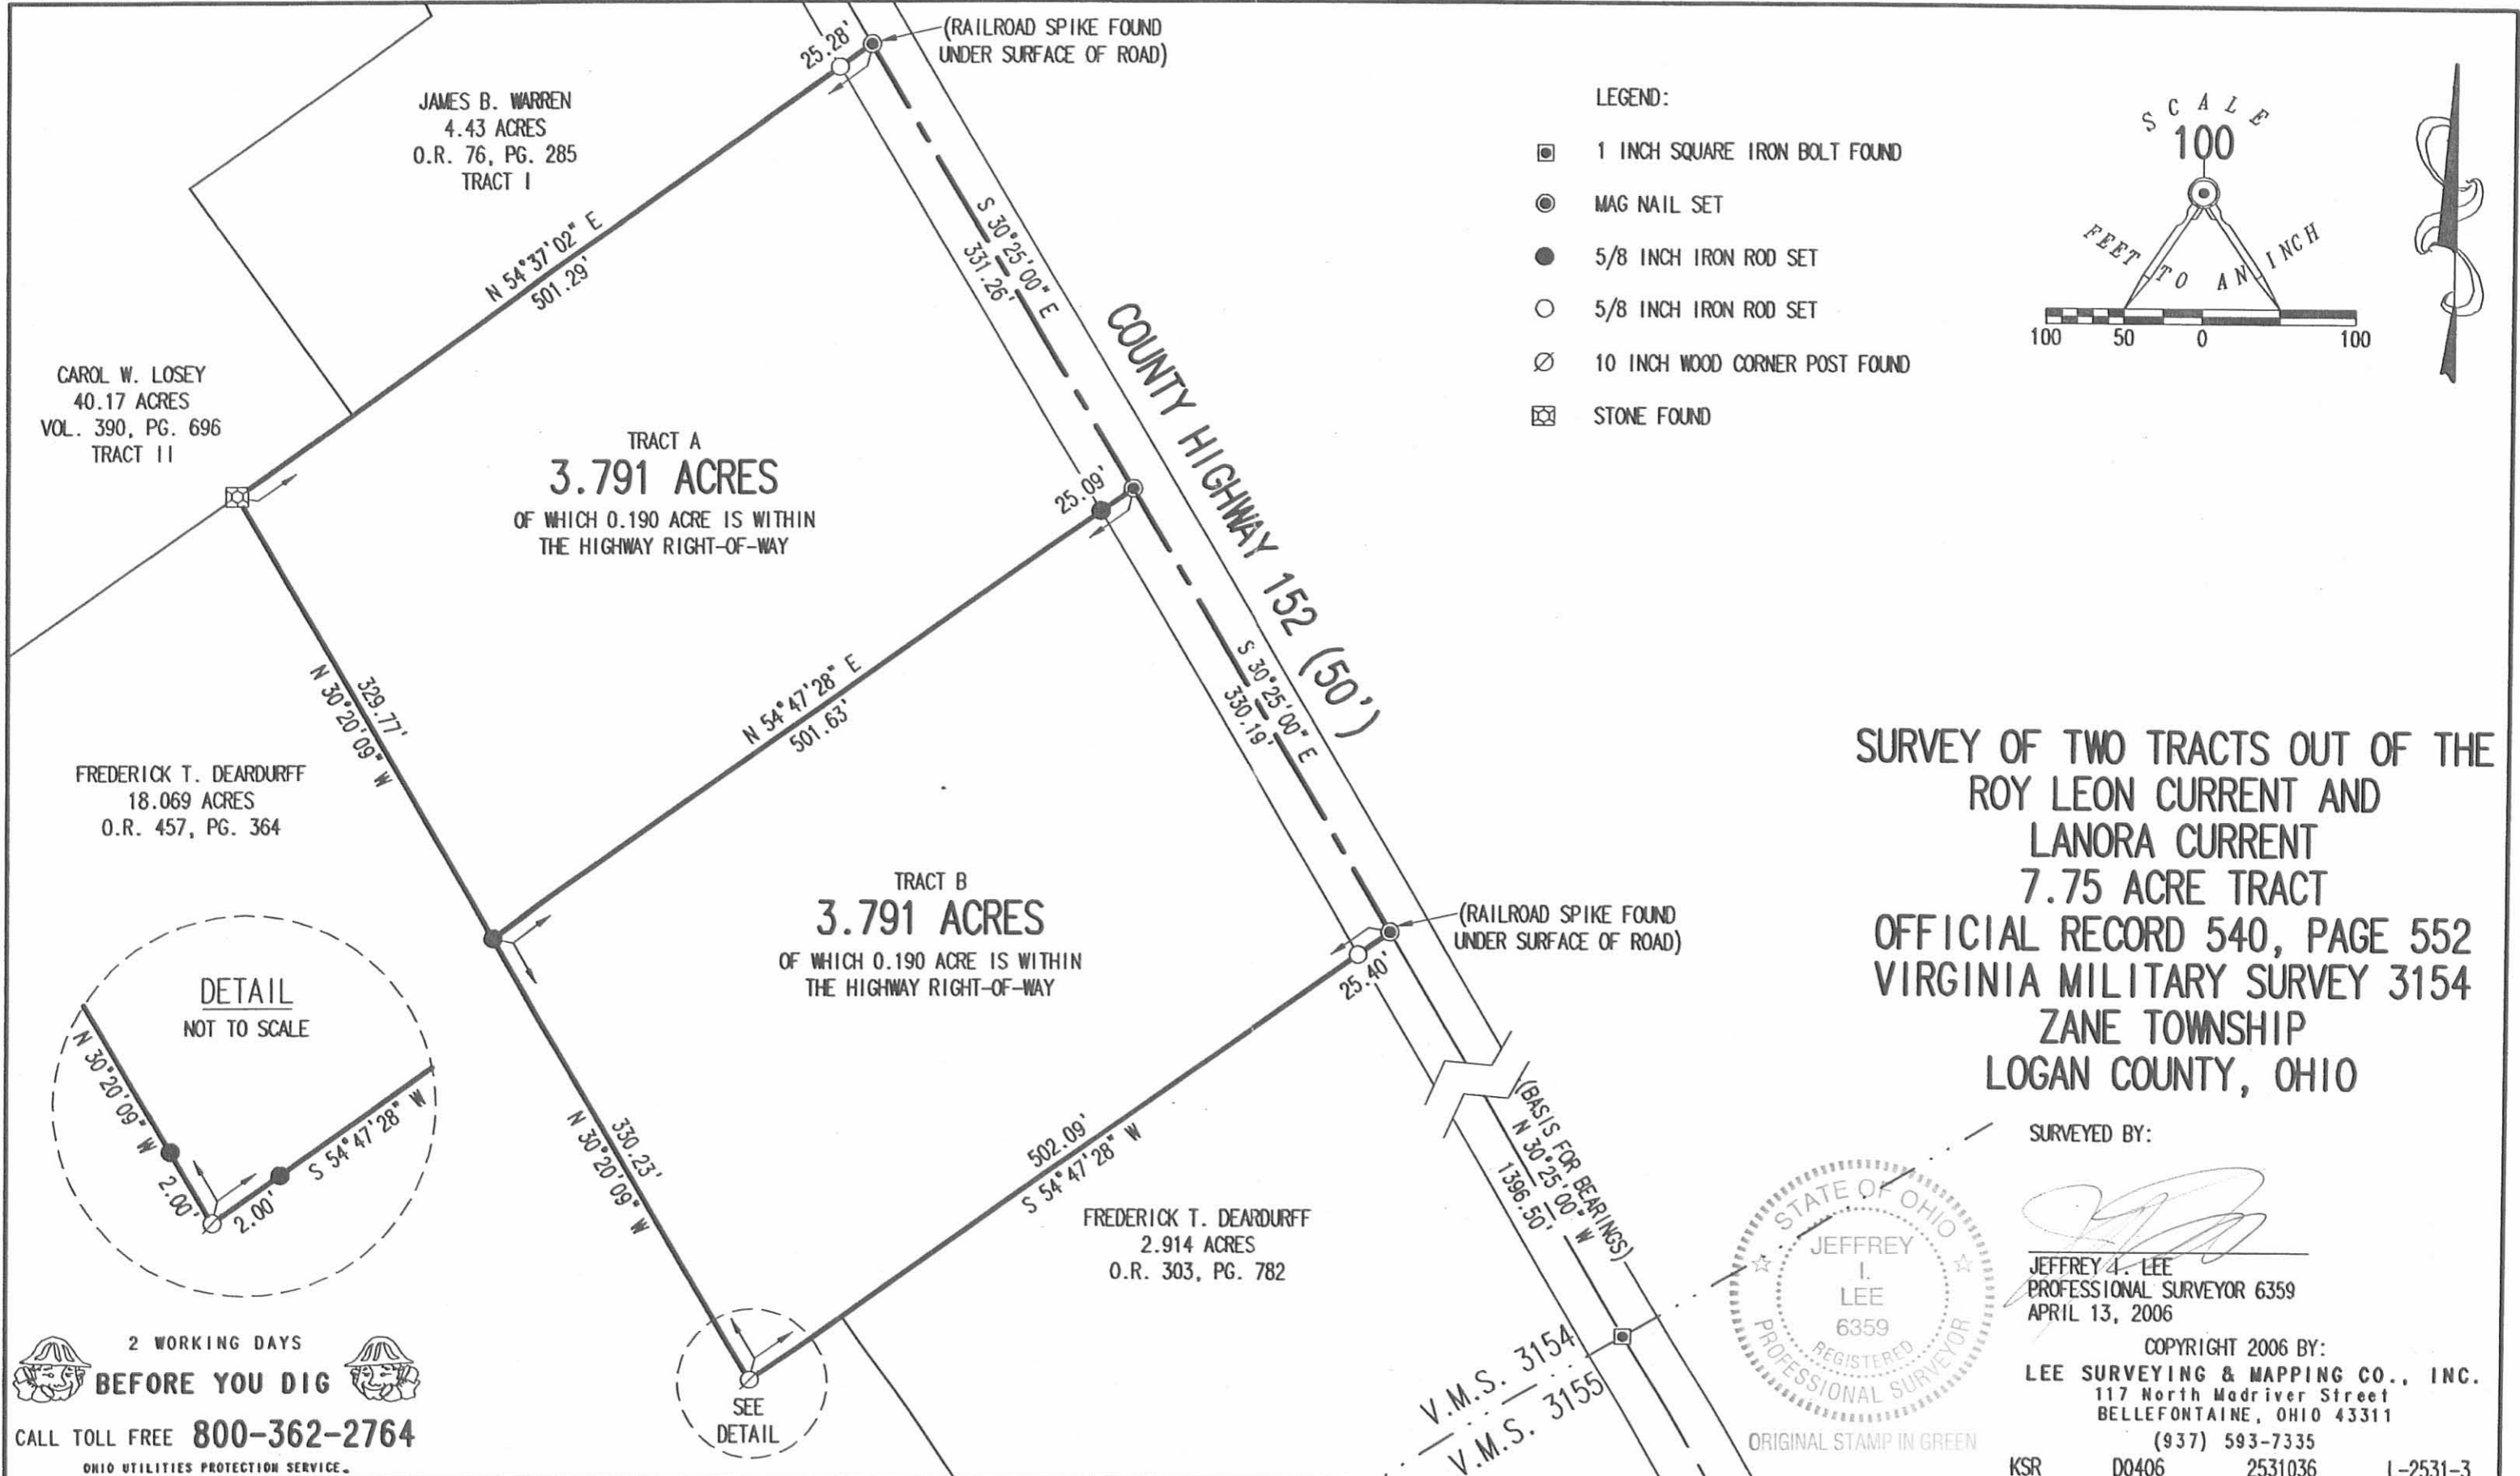 25.28'
(RAILROAD SPIKE FOUND
UNDER SURFACE OF ROAD)
JAMES B. WARREN
4.43 ACRES
O.R. 76, PG. 285
TRACT I
N 54°37'02" E
501.29'
S 30°25'00" E
331.26'
LEGEND:
1 INCH SQUARE IRON BOLT FOUND
MAG NAIL SET
5/8 INCH IRON ROD SET
5/8 INCH IRON ROD SET
10 INCH WOOD CORNER POST FOUND
STONE FOUND
SCALE
100
FEET TO AN INCH
100 50 0 100
CAROL W. LOSEY
40.17 ACRES
VOL. 390, PG. 696
TRACT II
TRACT A
3.791 ACRES
OF WHICH 0.190 ACRE IS WITHIN
THE HIGHWAY RIGHT-OF-WAY
25.09'
COUNTY HIGHWAY 152 (50')
329.77'
N 30°20'09" W
N 54°47'28" E
501.63'
S 30°25'00" E
330.19'
FREDERICK T. DEARDURFF
18.069 ACRES
O.R. 457, PG. 364
TRACT B
3.791 ACRES
OF WHICH 0.190 ACRE IS WITHIN
THE HIGHWAY RIGHT-OF-WAY
(RAILROAD SPIKE FOUND
UNDER SURFACE OF ROAD)
25.40'
DETAIL
NOT TO SCALE
N 30°20'09" W
2.00'
2.00'
S 54°47'28" W
330.23'
N 30°20'09" W
502.09'
S 54°47'28" W
FREDERICK T. DEARDURFF
2.914 ACRES
O.R. 303, PG. 782
(BASIS FOR BEARINGS)
N 30°25'00" W
1396.50'
SEE
DETAIL
V.M.S. 3154
V.M.S. 3155
2 WORKING DAYS
BEFORE YOU DIG
CALL TOLL FREE 800-362-2764
OHIO UTILITIES PROTECTION SERVICE.
SURVEY OF TWO TRACTS OUT OF THE
ROY LEON CURRENT AND
LANORA CURRENT
7.75 ACRE TRACT
OFFICIAL RECORD 540, PAGE 552
VIRGINIA MILITARY SURVEY 3154
ZANE TOWNSHIP
LOGAN COUNTY, OHIO
SURVEYED BY:
STATE OF OHIO
JEFFREY
I.
LEE
6359
REGISTERED
PROFESSIONAL SURVEYOR
ORIGINAL STAMP IN GREEN
JEFFREY I. LEE
PROFESSIONAL SURVEYOR 6359
APRIL 13, 2006
COPYRIGHT 2006 BY:
LEE SURVEYING & MAPPING CO., INC.
117 North Madriver Street
BELLEFONTAINE, OHIO 43311
(937) 593-7335
KSR D0406 2531036 L-2531-3